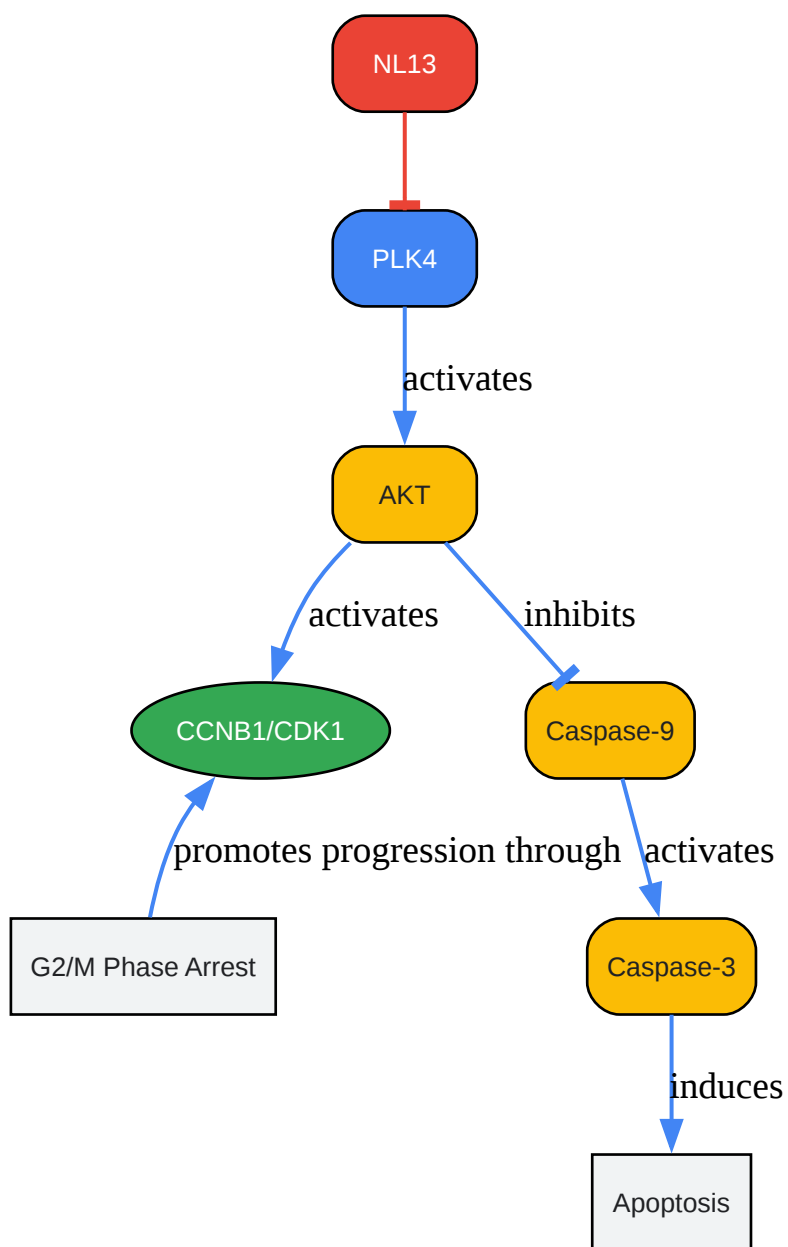 NL13
PLK4
activates
AKT
activates
inhibits
CCNB1/CDK1
Caspase-9
promotes progression through
activates
G2/M Phase Arrest
Caspase-3
induces
Apoptosis